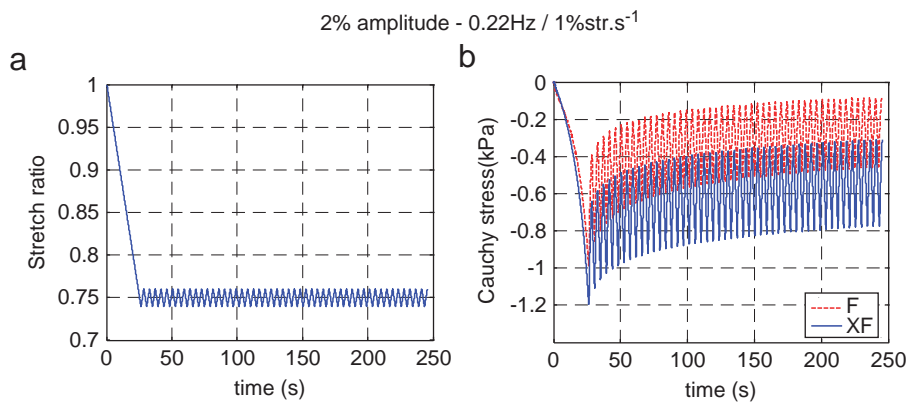 2% amplitude - 0.22Hz / 1%str.s-1
a
1
0.95
0.9
0.85
0.8
0.75
0.7
Stretch ratio
0 50 100 150 200 250
time (s)
b
0
-0.2
-0.4
-0.6
-0.8
-1
-1.2
Cauchy stress(kPa)
F
XF
0 50 100 150 200 250
time (s)